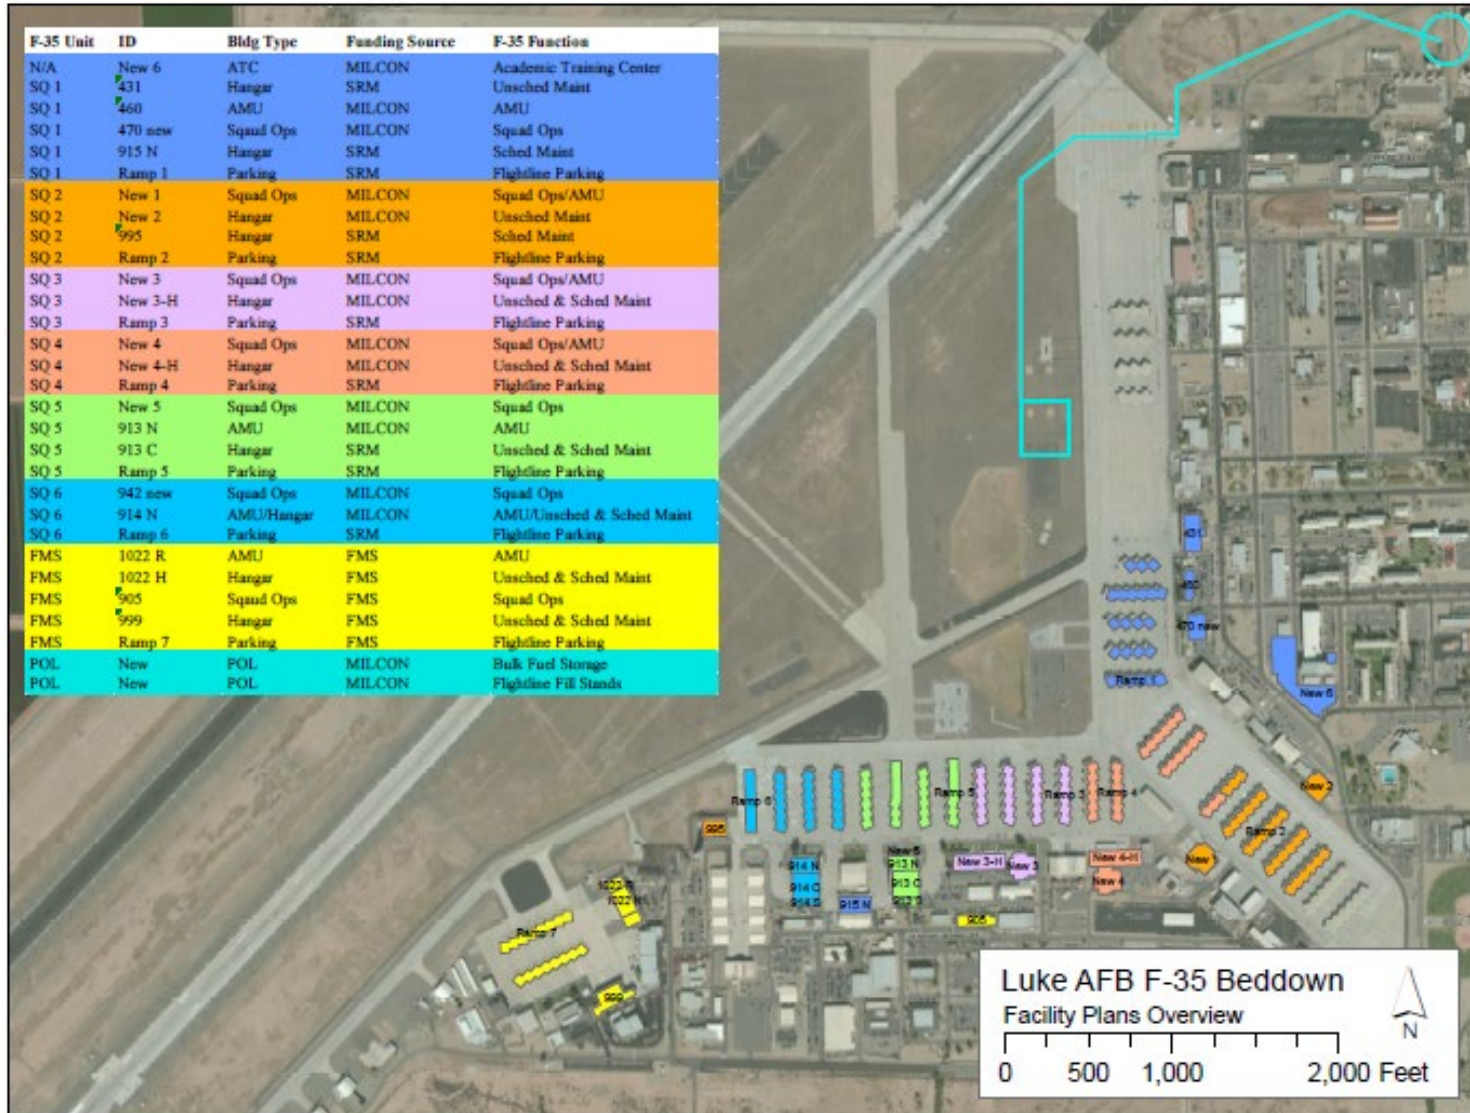 F-35 Unit ID Bldg Type Funding Source F-35 Function
N/A New 6 ATC MILCON Academic Training Center
SQ 1 431 Hangar SRM Unsched Maint
SQ 1 460 AMU MILCON AMU
SQ 1 470 new Sqaud Ops MILCON Squad Ops
SQ 1 915 N Hangar SRM Sched Maint
SQ 1 Ramp 1 Parking SRM Flightline Parking
SQ 2 New 1 Squad Ops MILCON Squad Ops/AMU
SQ 2 New 2 Hangar MILCON Unsched Maint
SQ 2 995 Hangar SRM Sched Maint
SQ 2 Ramp 2 Parking SRM Flightline Parking
SQ 3 New 3 Squad Ops MILCON Squad Ops/AMU
SQ 3 New 3-H Hangar MILCON Unsched & Sched Maint
SQ 3 Ramp 3 Parking SRM Flightline Parking
SQ 4 New 4 Squad Ops MILCON Squad Ops/AMU
SQ 4 New 4-H Hangar MILCON Unsched & Sched Maint
SQ 4 Ramp 4 Parking SRM Flightline Parking
SQ 5 New 5 Squad Ops MILCON Squad Ops
SQ 5 913 N AMU MILCON AMU
SQ 5 913 C Hangar SRM Unsched & Sched Maint
SQ 5 Ramp 5 Parking SRM Flightline Parking
SQ 6 942 new Squad Ops MILCON Squad Ops
SQ 6 914 N AMU/Hangar MILCON AMU/Unsched & Sched Maint
SQ 6 Ramp 6 Parking SRM Flightline Parking
FMS 1022 R AMU FMS AMU
FMS 1022 H Hangar FMS Unsched & Sched Maint
FMS 905 Sqaud Ops FMS Squad Ops
FMS 999 Hangar FMS Unsched & Sched Maint
FMS Ramp 7 Parking FMS Flightline Parking
POL New POL MILCON Bulk Fuel Storage
POL New POL MILCON Flightline Fill Stands
431
460
470 new
Ramp 1
New 6
New 2
Ramp 6
Ramp 5
Ramp 3
Ramp 4
Ramp 2
995
New 5
914 N
913 N
New 3-H
New 3
New 4-H
New 1
914 C
913 C
New 4
914 S
915 N
913 S
1022 R
1022 H
905
Ramp 7
999
Luke AFB F-35 Beddown
Facility Plans Overview
N
0 500 1,000 2,000 Feet